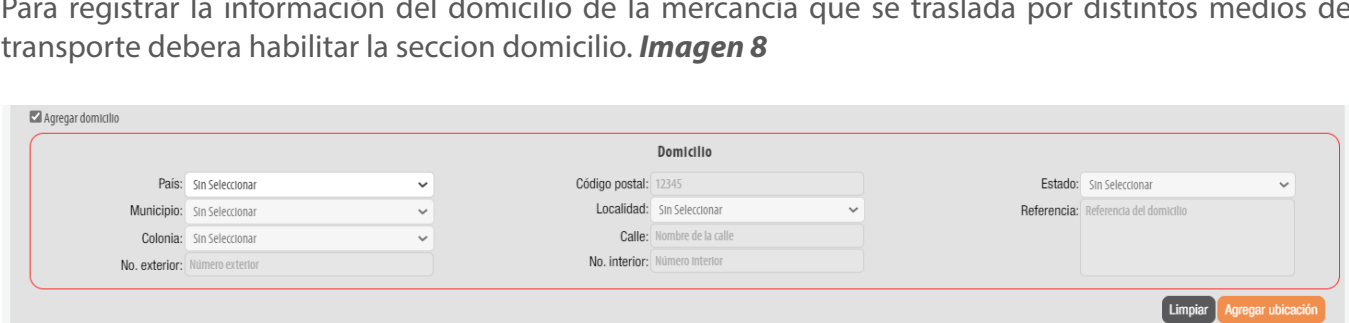 Para registrar la información del domicilio de la mercancía que se traslada por distintos medios de
transporte debera habilitar la seccion domicilio. Imagen 8
Agregar domicilio
Domicilio
País: Sin Seleccionar Código postal: 12345 Estado: Sin Seleccionar
Municipio: Sin Seleccionar Localidad: Sin Seleccionar Referencia: Referencia del domicilio
Colonia: Sin Seleccionar Calle: Nombre de la calle
No. exterior: Número exterior No. interior: Número interior
Limpiar Agregar ubicación